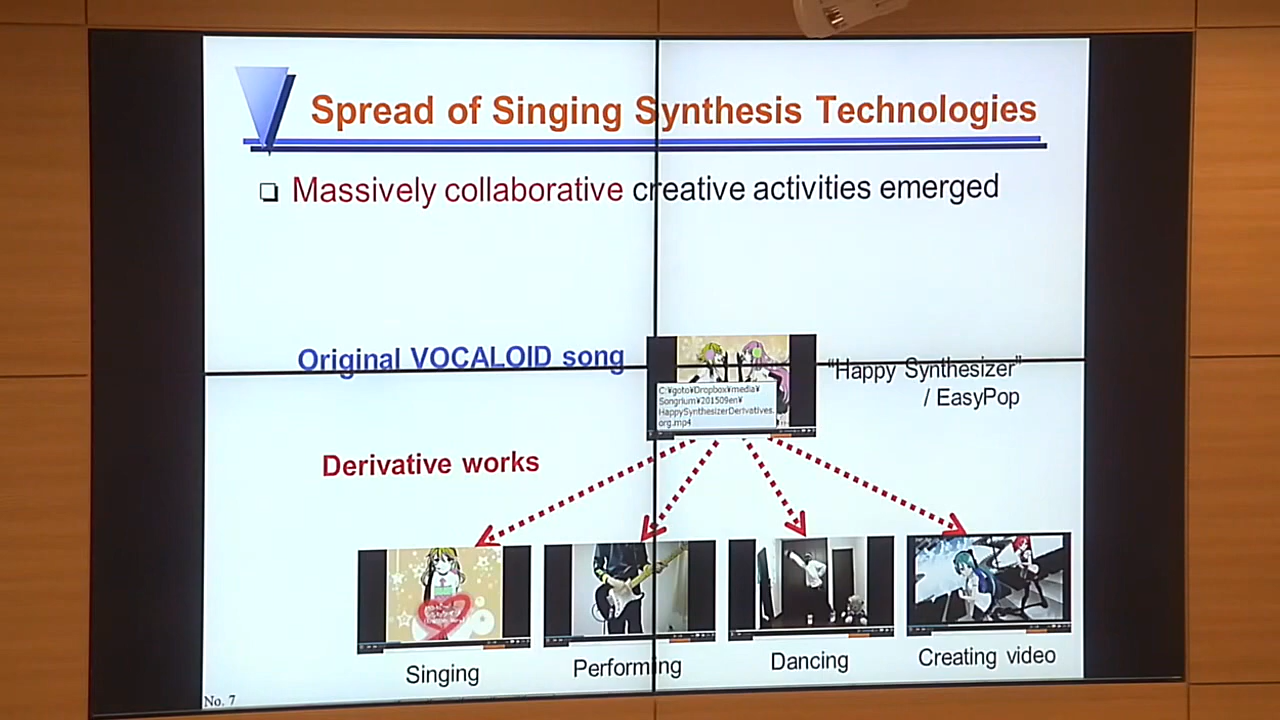 Spread of Singing Synthesis Technologies
Massively collaborative creative activities emerged
Original VOCALOID song
"Happy Synthesizer"
/ EasyPop
C:¥goto¥Dropbox¥media¥
Songrium¥201509en¥
HappySynthesizerDerivatives.
org.mp4
Derivative works
Singing
Performing
Dancing
Creating video
No. 7